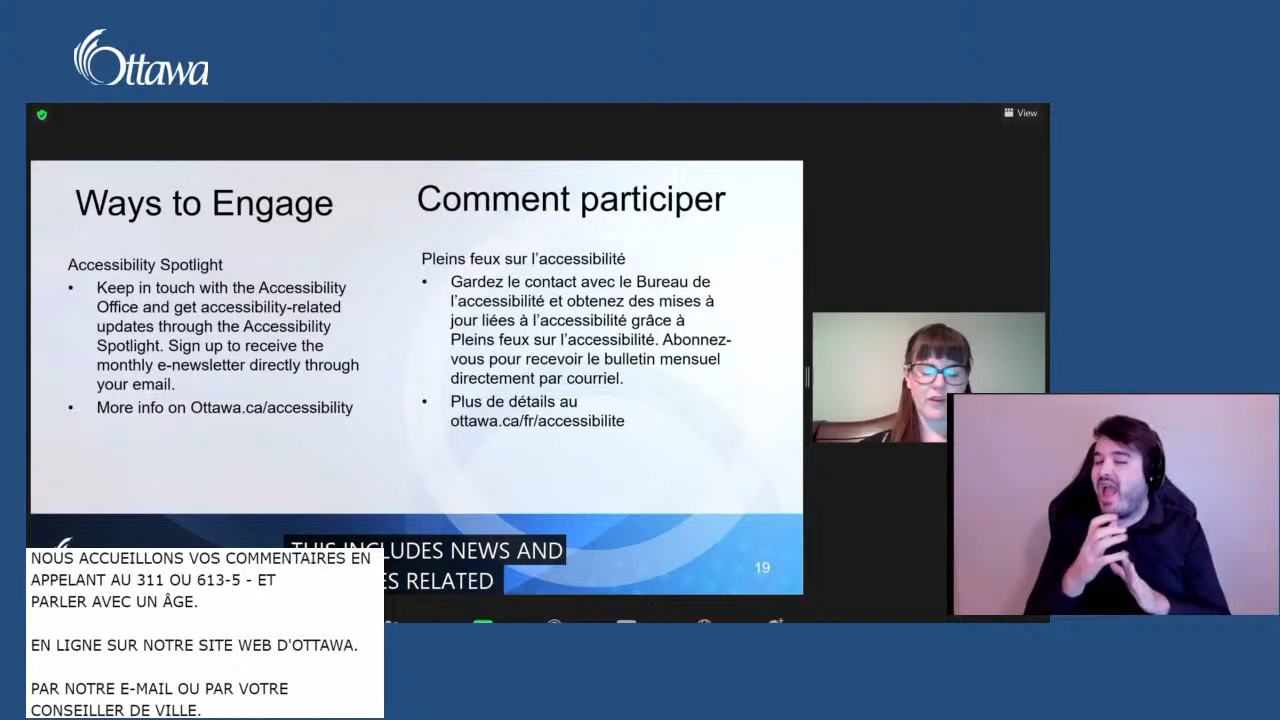 Ottawa
View
Ways to Engage
Accessibility Spotlight
• Keep in touch with the Accessibility
Office and get accessibility-related
updates through the Accessibility
Spotlight. Sign up to receive the
monthly e-newsletter directly through
your email.
• More info on Ottawa.ca/accessibility
Comment participer
Pleins feux sur l’accessibilité
• Gardez le contact avec le Bureau de
l’accessibilité et obtenez des mises à
jour liées à l’accessibilité grâce à
Pleins feux sur l’accessibilité. Abonnez-
vous pour recevoir le bulletin mensuel
directement par courriel.
• Plus de détails au
ottawa.ca/fr/accessibilite
INCLUDES NEWS AND
RELATED
19
NOUS ACCUEILLONS VOS COMMENTAIRES EN
APPELANT AU 311 OU 613-5 - ET
PARLER AVEC UN ÂGE.
EN LIGNE SUR NOTRE SITE WEB D'OTTAWA.
PAR NOTRE E-MAIL OU PAR VOTRE
CONSEILLER DE VILLE.